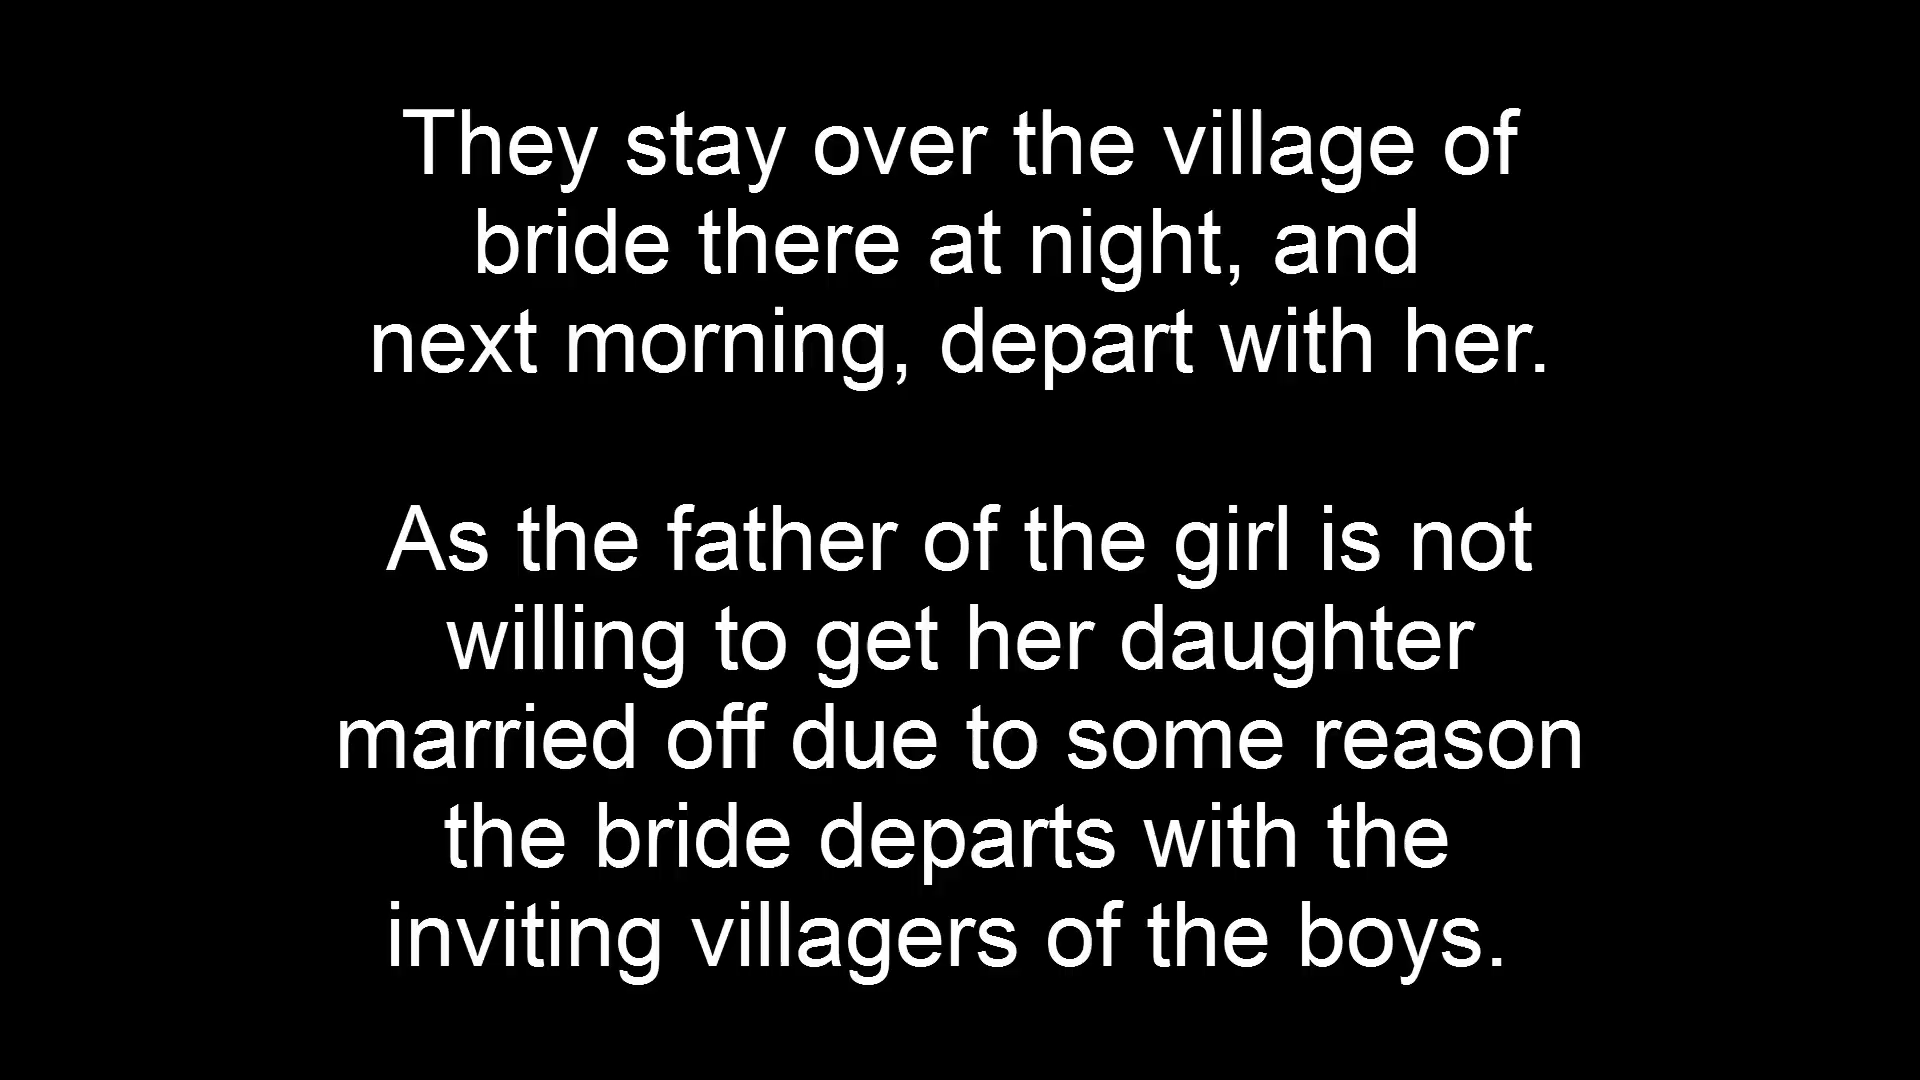 They stay over the village of
bride there at night, and
next morning, depart with her.
As the father of the girl is not
willing to get her daughter
married off due to some reason
the bride departs with the
inviting villagers of the boys.